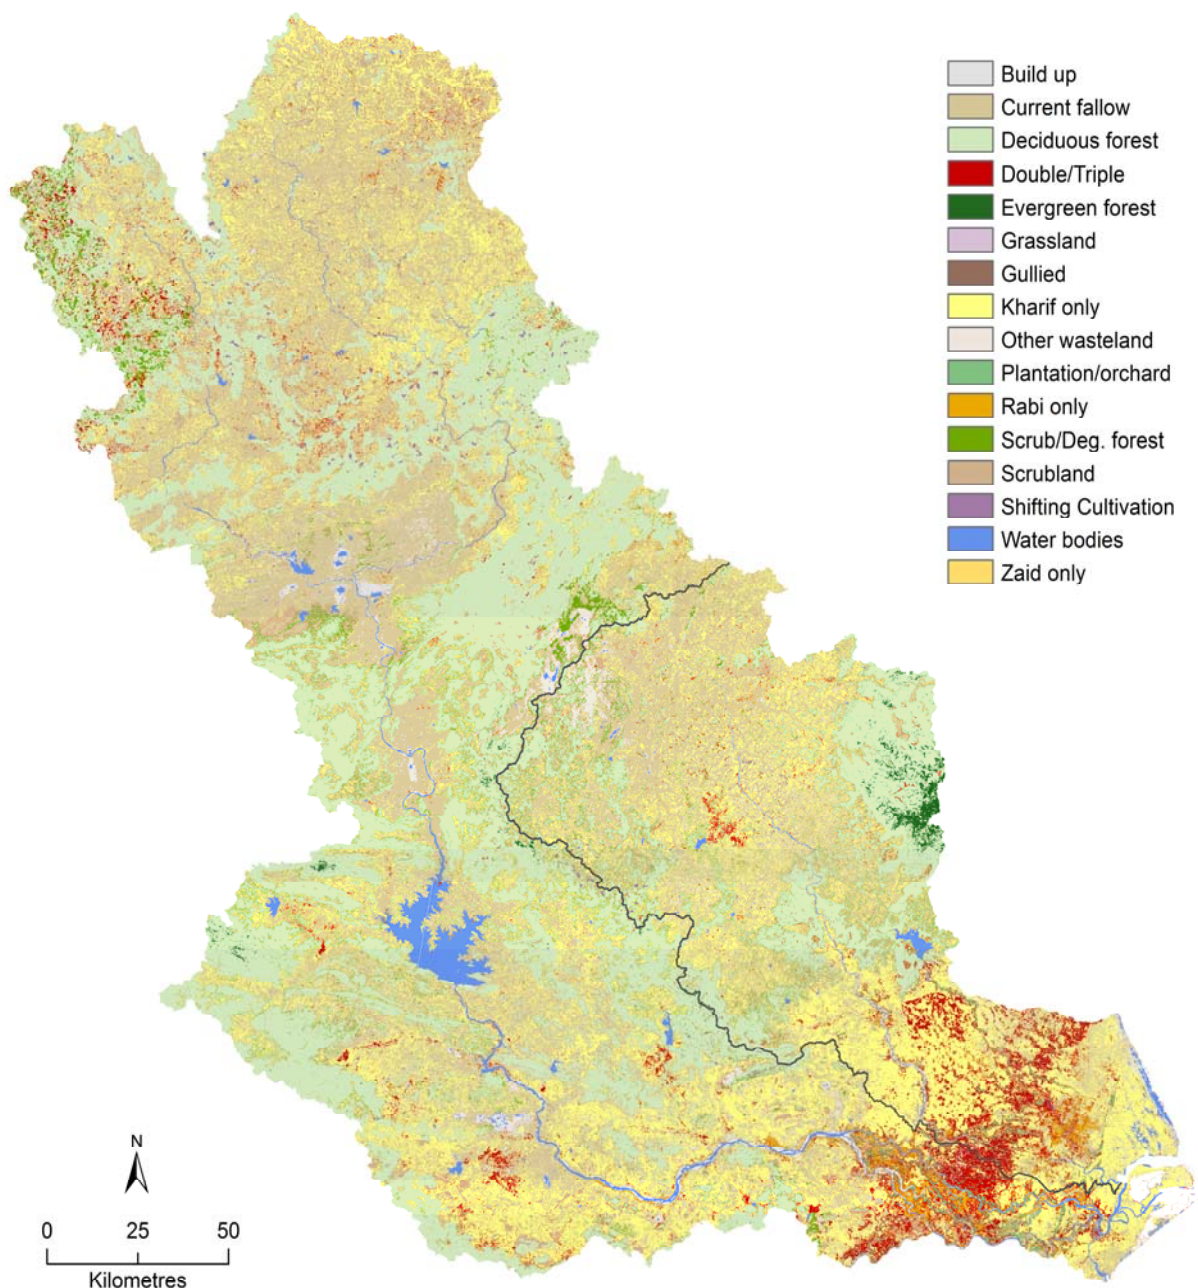 Build up
Current fallow
Deciduous forest
Double/Triple
Evergreen forest
Grassland
Gullied
Kharif only
Other wasteland
Plantation/orchard
Rabi only
Scrub/Deg. forest
Scrubland
Shifting Cultivation
Water bodies
Zaid only
N
0 25 50
Kilometres